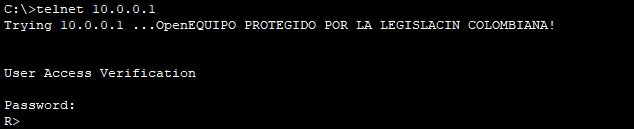 C:\>telnet 10.0.0.1
Trying 10.0.0.1 ...OpenEQUIPO PROTEGIDO POR LA LEGISLACIN COLOMBIANA!
User Access Verification
Password:
R>